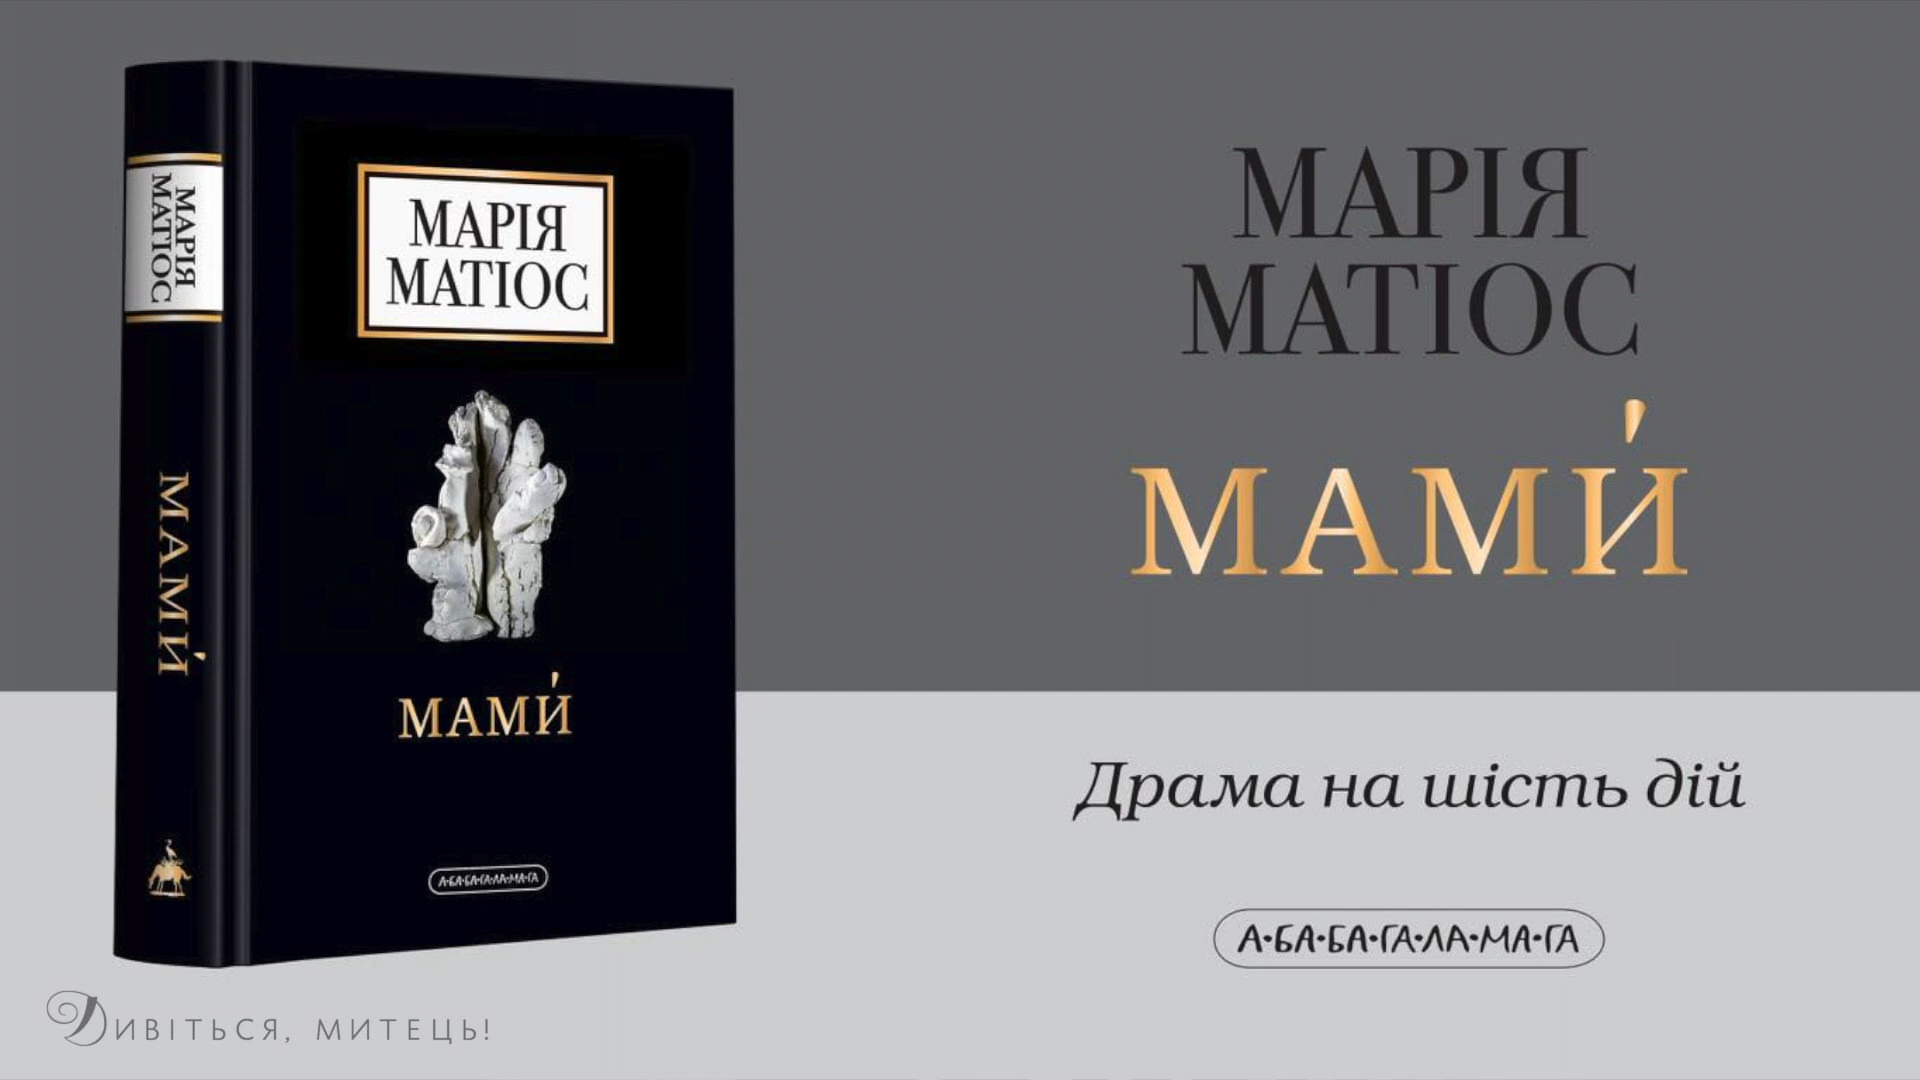 МАРІЯ
МАТІОС
МАМИ́
МАРІЯ
МАТІОС
МАМИ́
А·БА·БА·ГА·ЛА·МА·ГА
МАРІЯ
МАТІОС
МАМИ́
Драма на шість дій
А·БА·БА·ГА·ЛА·МА·ГА
ДИВІТЬСЯ, МИТЕЦЬ!